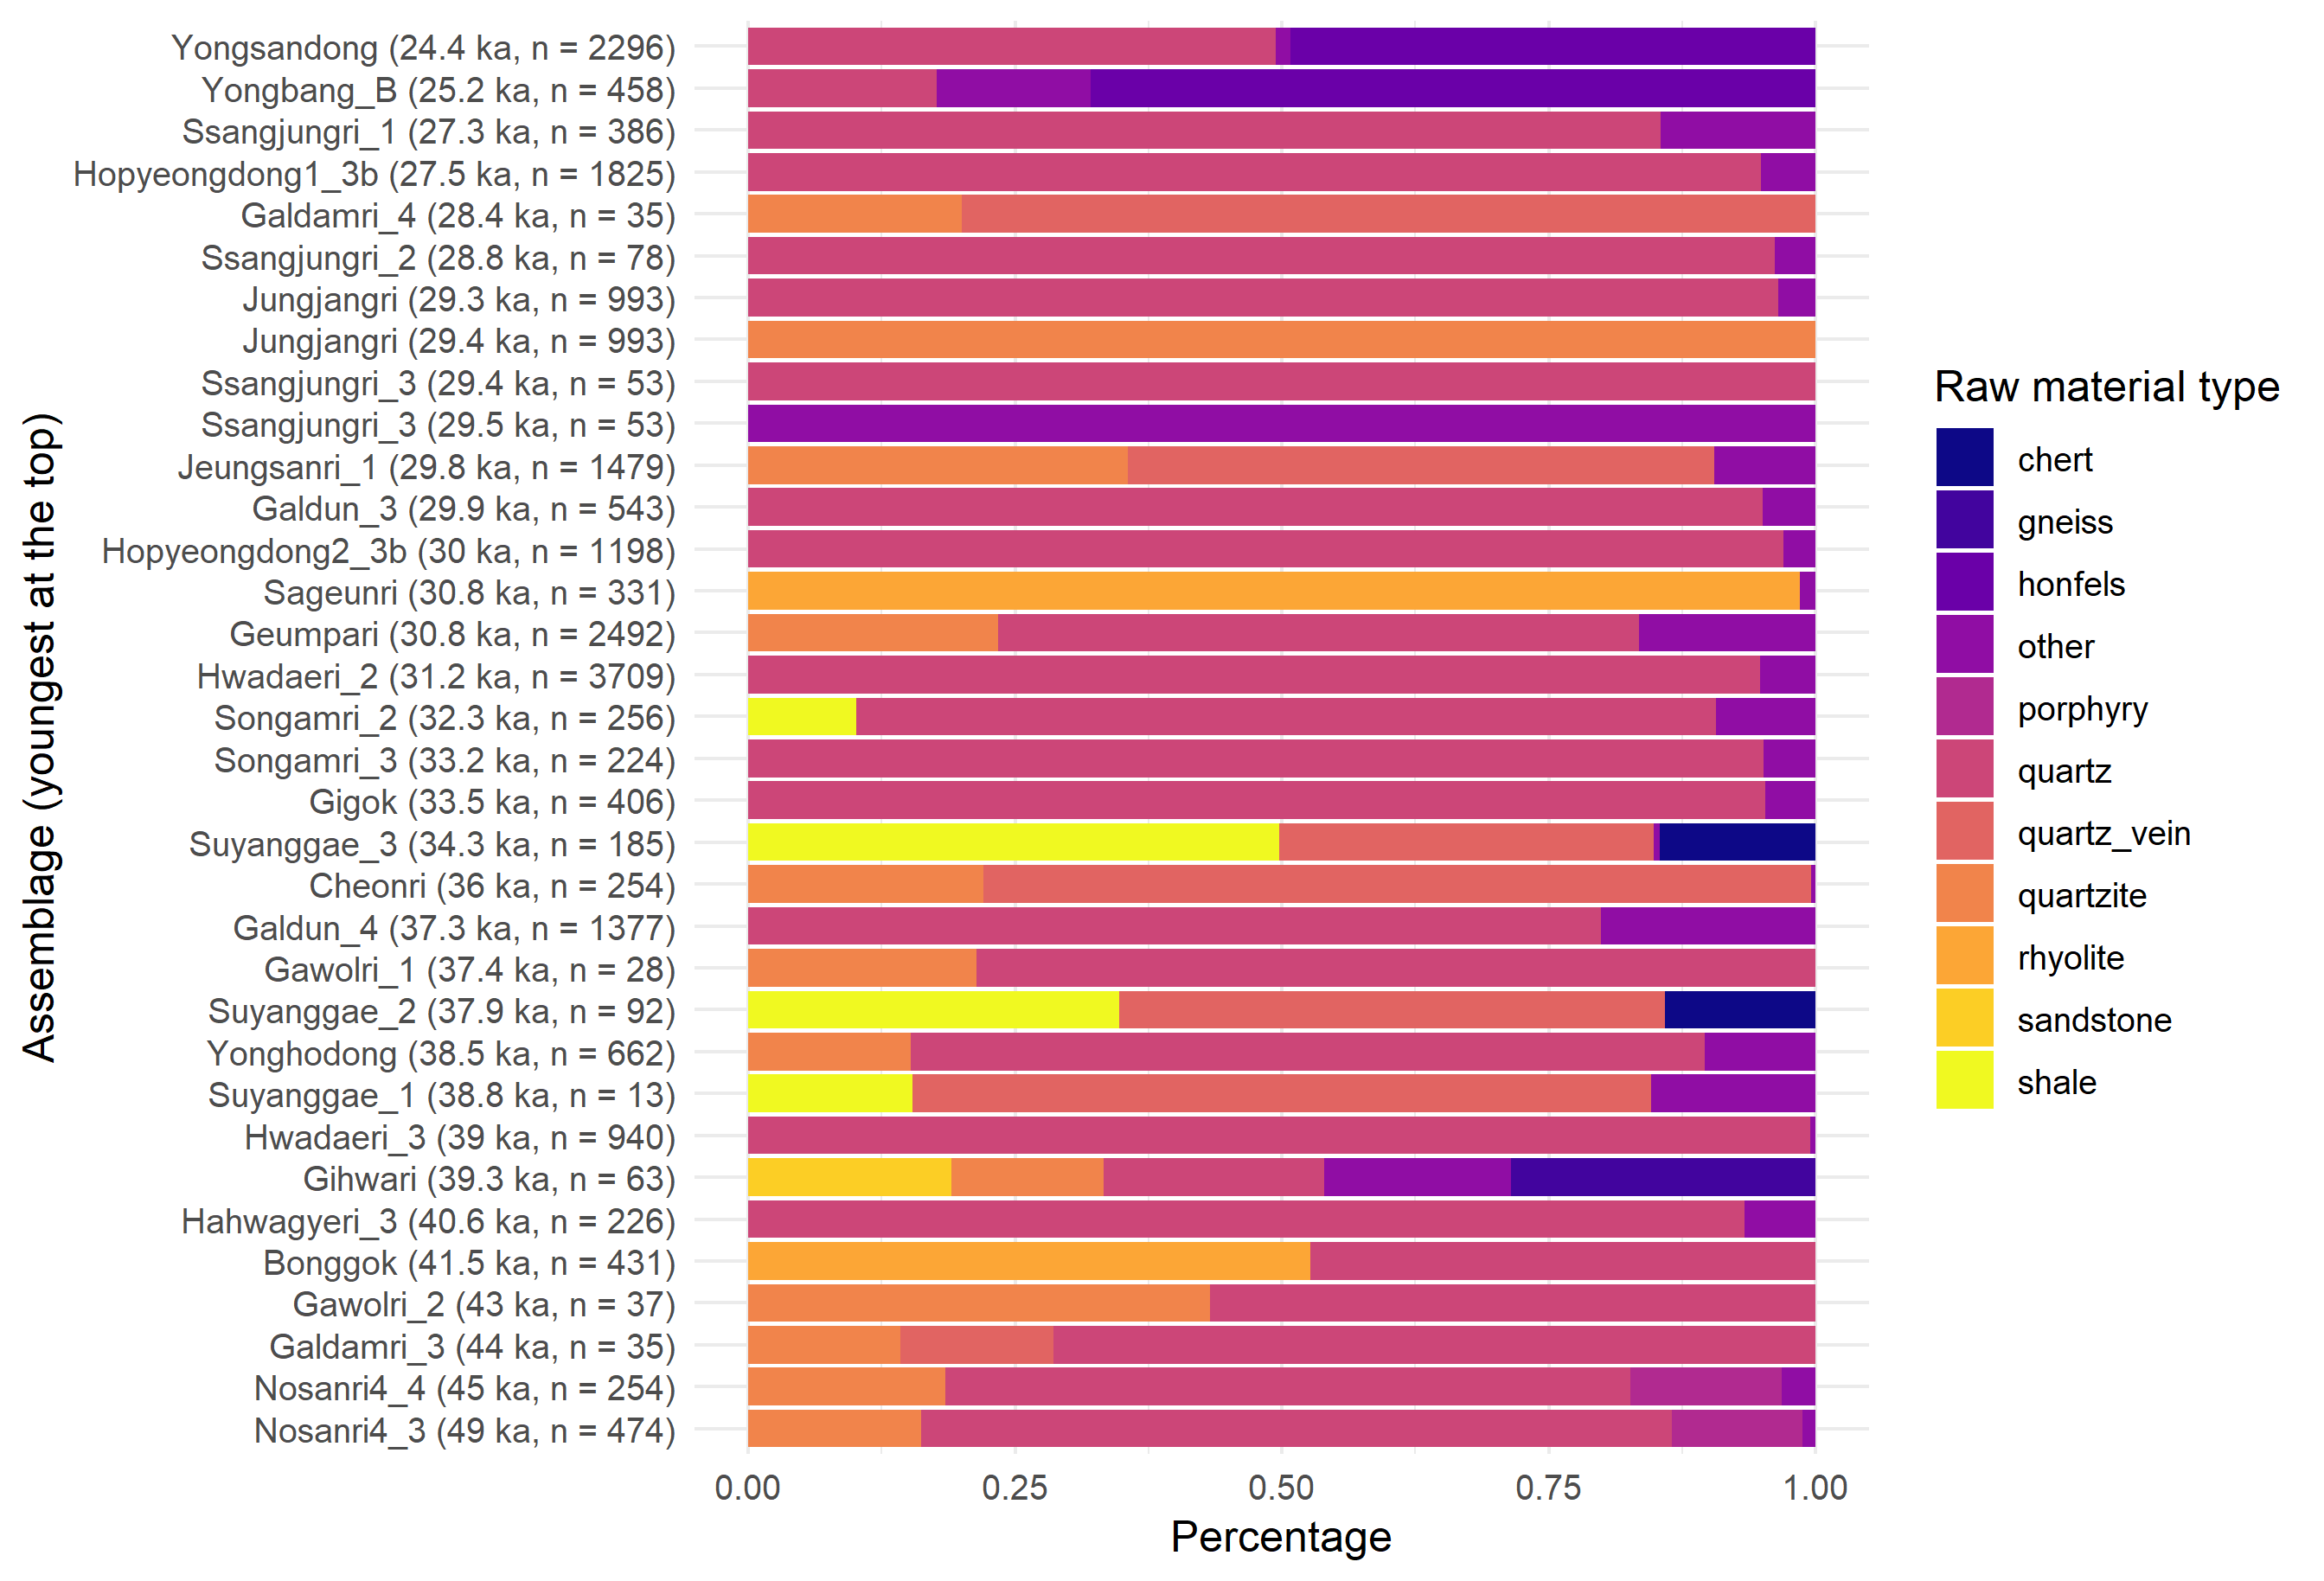 Yongsandong (24.4 ka, n = 2296)
Yongbang_B (25.2 ka, n = 458)
Ssangjungri_1 (27.3 ka, n = 386)
Hopyeongdong1_3b (27.5 ka, n = 1825)
Galdamri_4 (28.4 ka, n = 35)
Ssangjungri_2 (28.8 ka, n = 78)
Jungjangri (29.3 ka, n = 993)
Jungjangri (29.4 ka, n = 993)
Ssangjungri_3 (29.4 ka, n = 53)
Ssangjungri_3 (29.5 ka, n = 53)
Jeungsanri_1 (29.8 ka, n = 1479)
Galdun_3 (29.9 ka, n = 543)
Hopyeongdong2_3b (30 ka, n = 1198)
Sageunri (30.8 ka, n = 331)
Geumpari (30.8 ka, n = 2492)
Hwadaeri_2 (31.2 ka, n = 3709)
Songamri_2 (32.3 ka, n = 256)
Songamri_3 (33.2 ka, n = 224)
Gigok (33.5 ka, n = 406)
Suyanggae_3 (34.3 ka, n = 185)
Cheonri (36 ka, n = 254)
Galdun_4 (37.3 ka, n = 1377)
Gawolri_1 (37.4 ka, n = 28)
Suyanggae_2 (37.9 ka, n = 92)
Yonghodong (38.5 ka, n = 662)
Suyanggae_1 (38.8 ka, n = 13)
Hwadaeri_3 (39 ka, n = 940)
Gihwari (39.3 ka, n = 63)
Hahwagyeri_3 (40.6 ka, n = 226)
Bonggok (41.5 ka, n = 431)
Gawolri_2 (43 ka, n = 37)
Galdamri_3 (44 ka, n = 35)
Nosanri4_4 (45 ka, n = 254)
Nosanri4_3 (49 ka, n = 474)
Assemblage (youngest at the top)
0.00 0.25 0.50 0.75 1.00
Percentage
Raw material type
chert
gneiss
honfels
other
porphyry
quartz
quartz_vein
quartzite
rhyolite
sandstone
shale